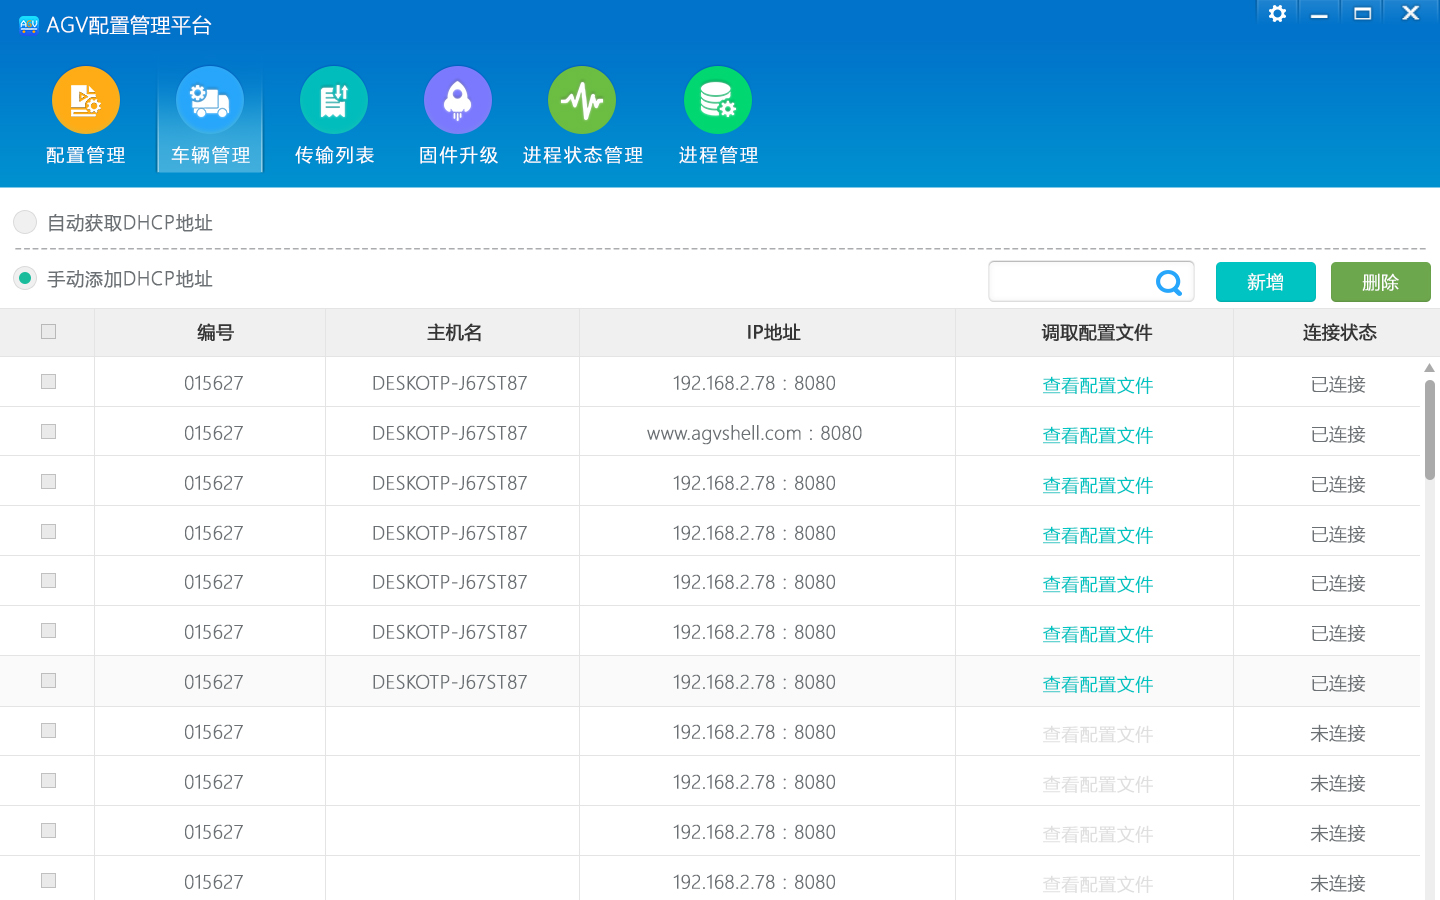 AGV配置管理平台
配置管理 车辆管理 传输列表 固件升级 进程状态管理 进程管理
自动获取DHCP地址
手动添加DHCP地址 新增 删除
编号 主机名 IP地址 调取配置文件 连接状态
015627 DESKOTP-J67ST87 192.168.2.78：8080 查看配置文件 已连接
015627 DESKOTP-J67ST87 www.agvshell.com：8080 查看配置文件 已连接
015627 DESKOTP-J67ST87 192.168.2.78：8080 查看配置文件 已连接
015627 DESKOTP-J67ST87 192.168.2.78：8080 查看配置文件 已连接
015627 DESKOTP-J67ST87 192.168.2.78：8080 查看配置文件 已连接
015627 DESKOTP-J67ST87 192.168.2.78：8080 查看配置文件 已连接
015627 DESKOTP-J67ST87 192.168.2.78：8080 查看配置文件 已连接
015627 192.168.2.78：8080 查看配置文件 未连接
015627 192.168.2.78：8080 查看配置文件 未连接
015627 192.168.2.78：8080 查看配置文件 未连接
015627 192.168.2.78：8080 查看配置文件 未连接